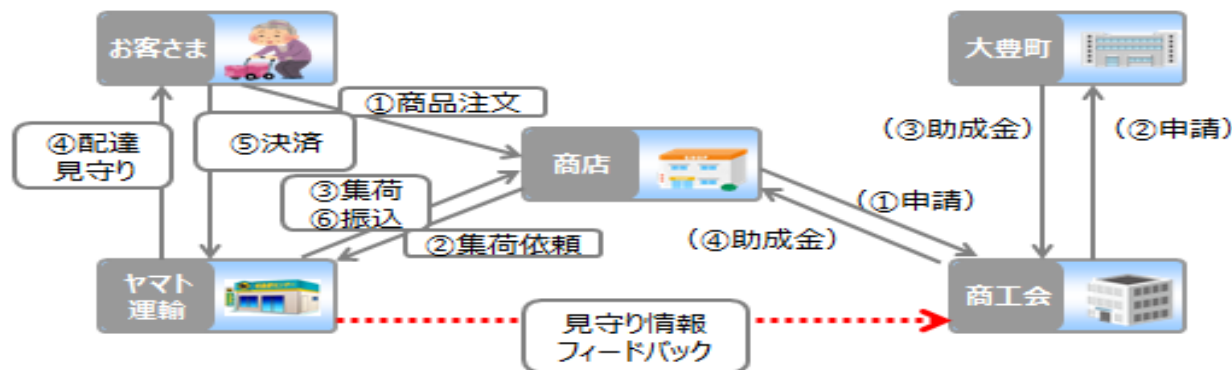 お客さま
大豊町
①商品注文
④配達
見守り
⑤決済
（③助成金）
（②申請）
商店
③集荷
⑥振込
（①申請）
②集荷依頼
（④助成金）
ヤマト
運輸
商工会
見守り情報
フィードバック